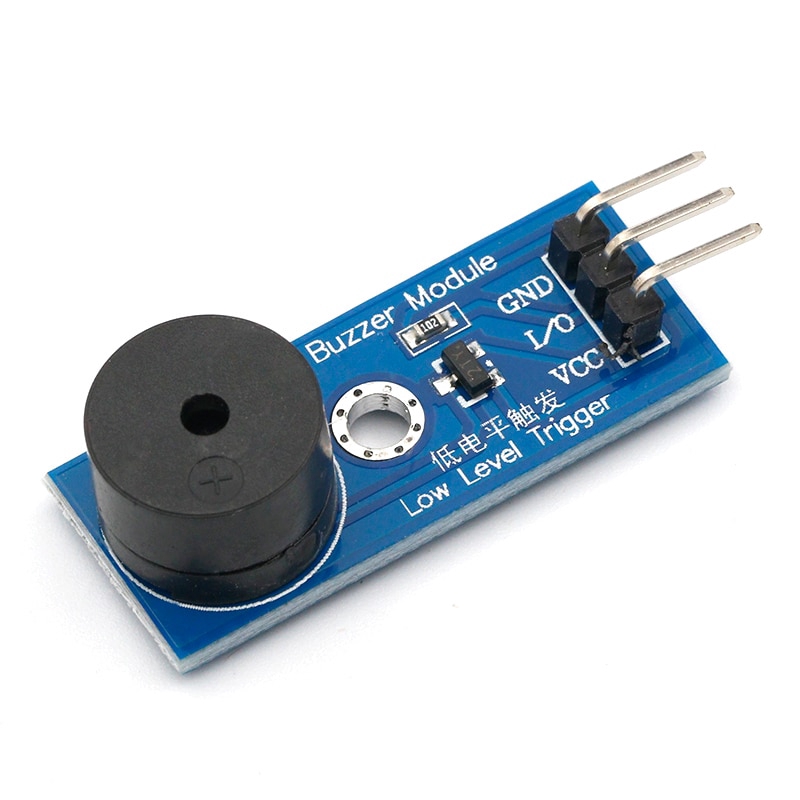 Buzzer Module
102
GND
I/O
VCC
低电平触发
Low Level Trigger
+